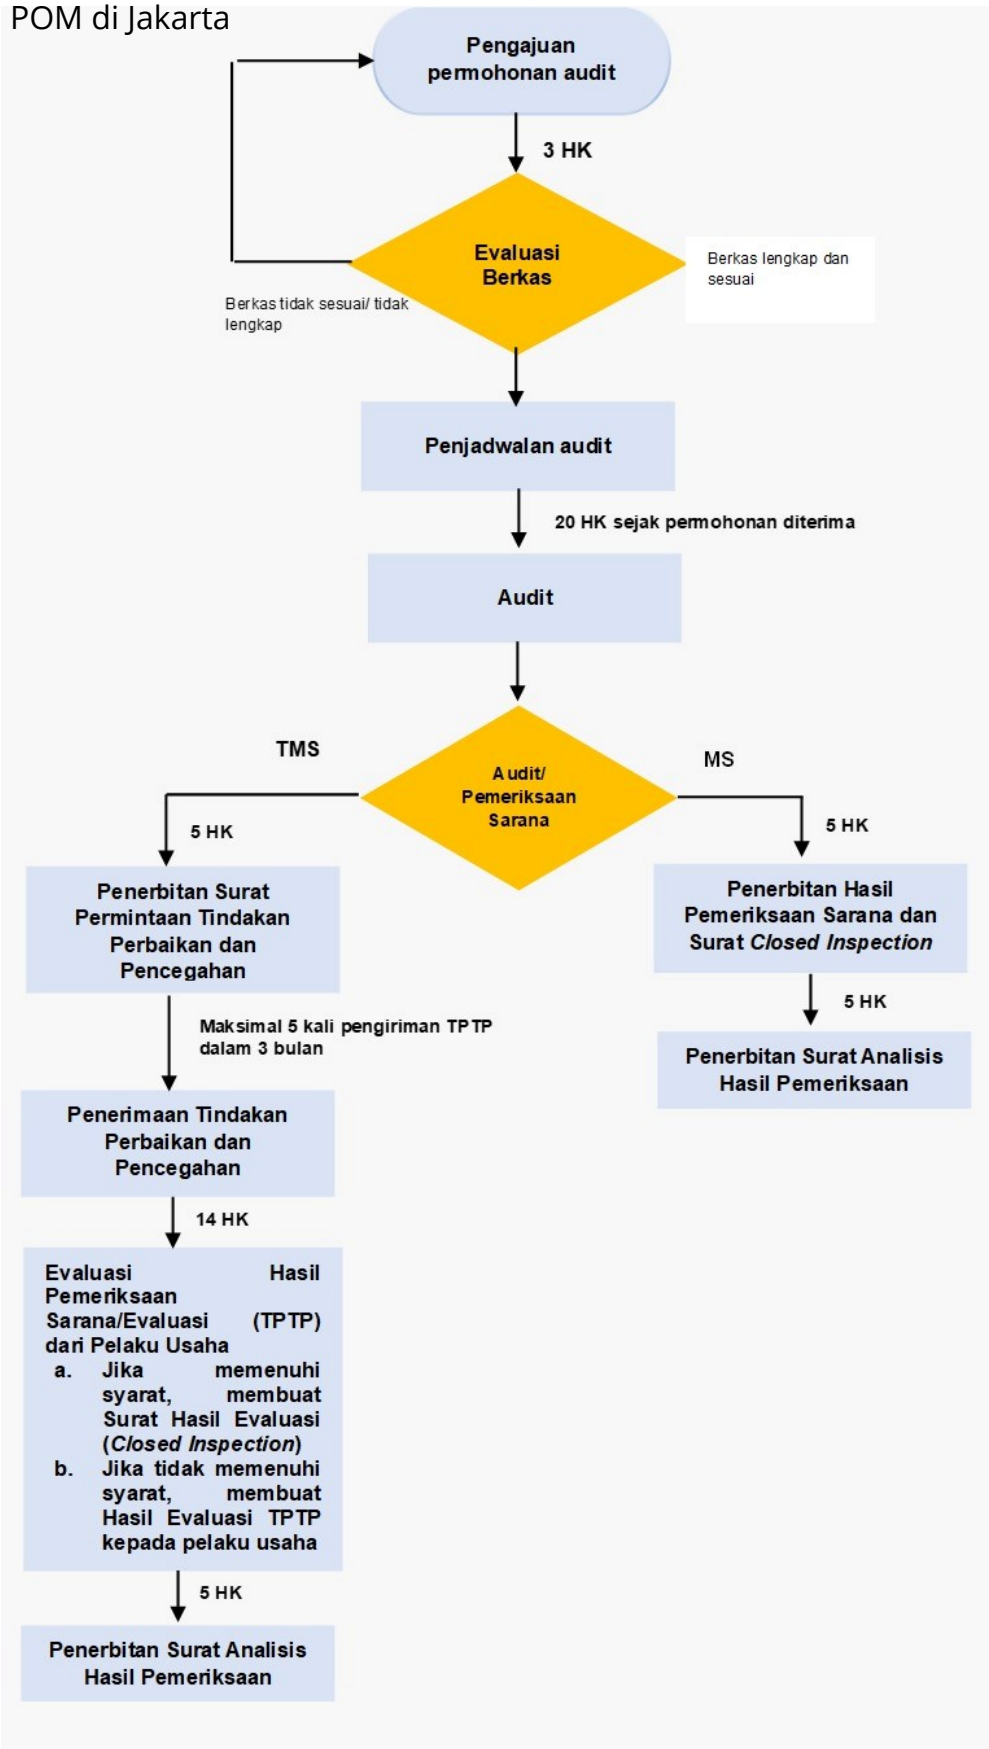 POM di Jakarta
Pengajuan
permohonan audit
3 HK
Evaluasi
Berkas
Berkas lengkap dan
sesuai
Berkas tidak sesuai/ tidak
lengkap
Penjadwalan audit
20 HK sejak permohonan diterima
Audit
Audit/
Pemeriksaan
Sarana
TMS
MS
5 HK
5 HK
Penerbitan Surat
Permintaan Tindakan
Perbaikan dan
Pencegahan
Penerbitan Hasil
Pemeriksaan Sarana dan
Surat Closed Inspection
5 HK
Penerbitan Surat Analisis
Hasil Pemeriksaan
Maksimal 5 kali pengiriman TPTP
dalam 3 bulan
Penerimaan Tindakan
Perbaikan dan
Pencegahan
14 HK
Evaluasi Hasil
Pemeriksaan
Sarana/Evaluasi (TPTP)
dari Pelaku Usaha
a. Jika memenuhi
syarat, membuat
Surat Hasil Evaluasi
(Closed Inspection)
b. Jika tidak memenuhi
syarat, membuat
Hasil Evaluasi TPTP
kepada pelaku usaha
5 HK
Penerbitan Surat Analisis
Hasil Pemeriksaan